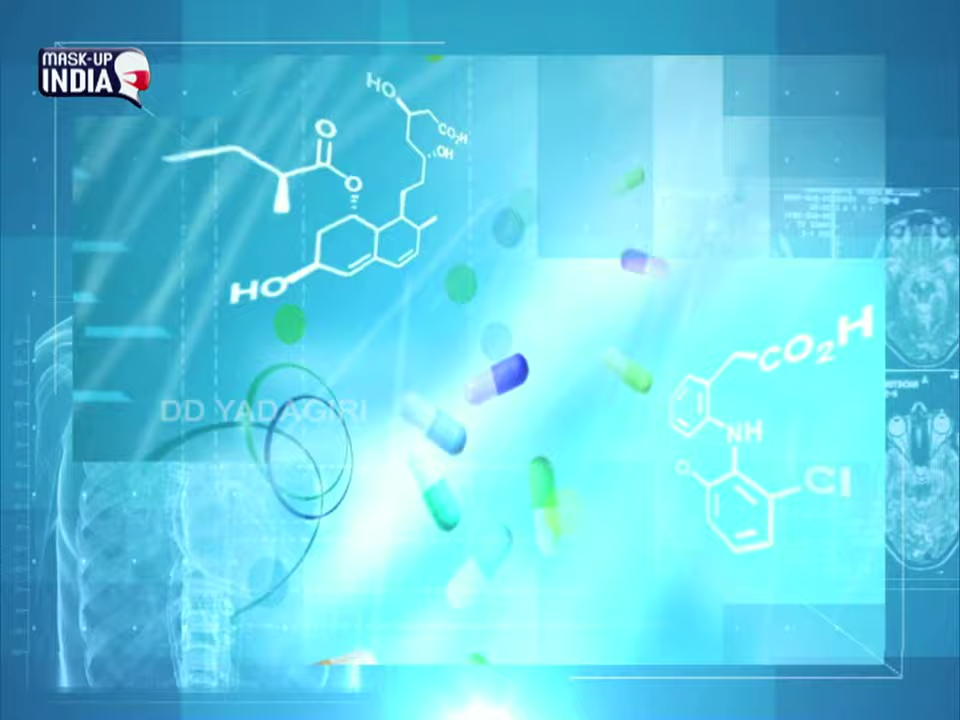 MASK-UP
INDIA
HO
O
CO₂H
OH
O
HO
DD YADAGIRI
CO₂H
NH
Cl